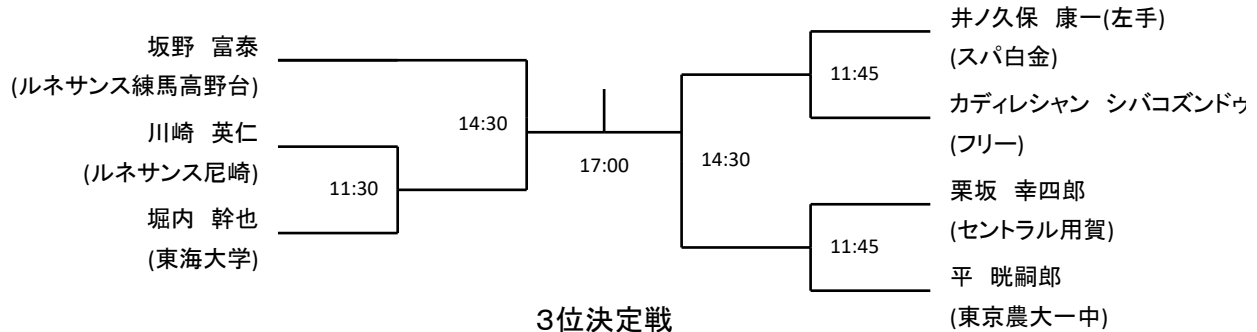 坂野　富泰
(ルネサンス練馬高野台)
川崎　英仁
(ルネサンス尼崎)
堀内　幹也
(東海大学)
11:30
14:30
17:00
14:30
11:45
11:45
井ノ久保　康一(左手)
(スパ白金)
カディレシャン　シバコズンドゥ
(フリー)
栗坂　幸四郎
(セントラル用賀)
平　晄嗣郎
(東京農大一中)
３位決定戦